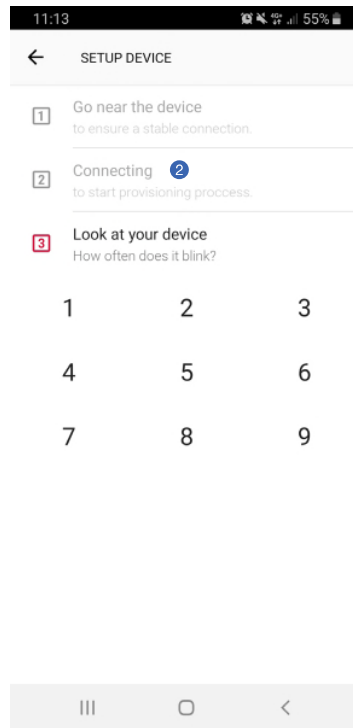 11:13 4G+ 55%
SETUP DEVICE
1 Go near the device
to ensure a stable connection.
2 Connecting 2
to start provisioning proccess.
3 Look at your device
How often does it blink?
1 2 3
4 5 6
7 8 9